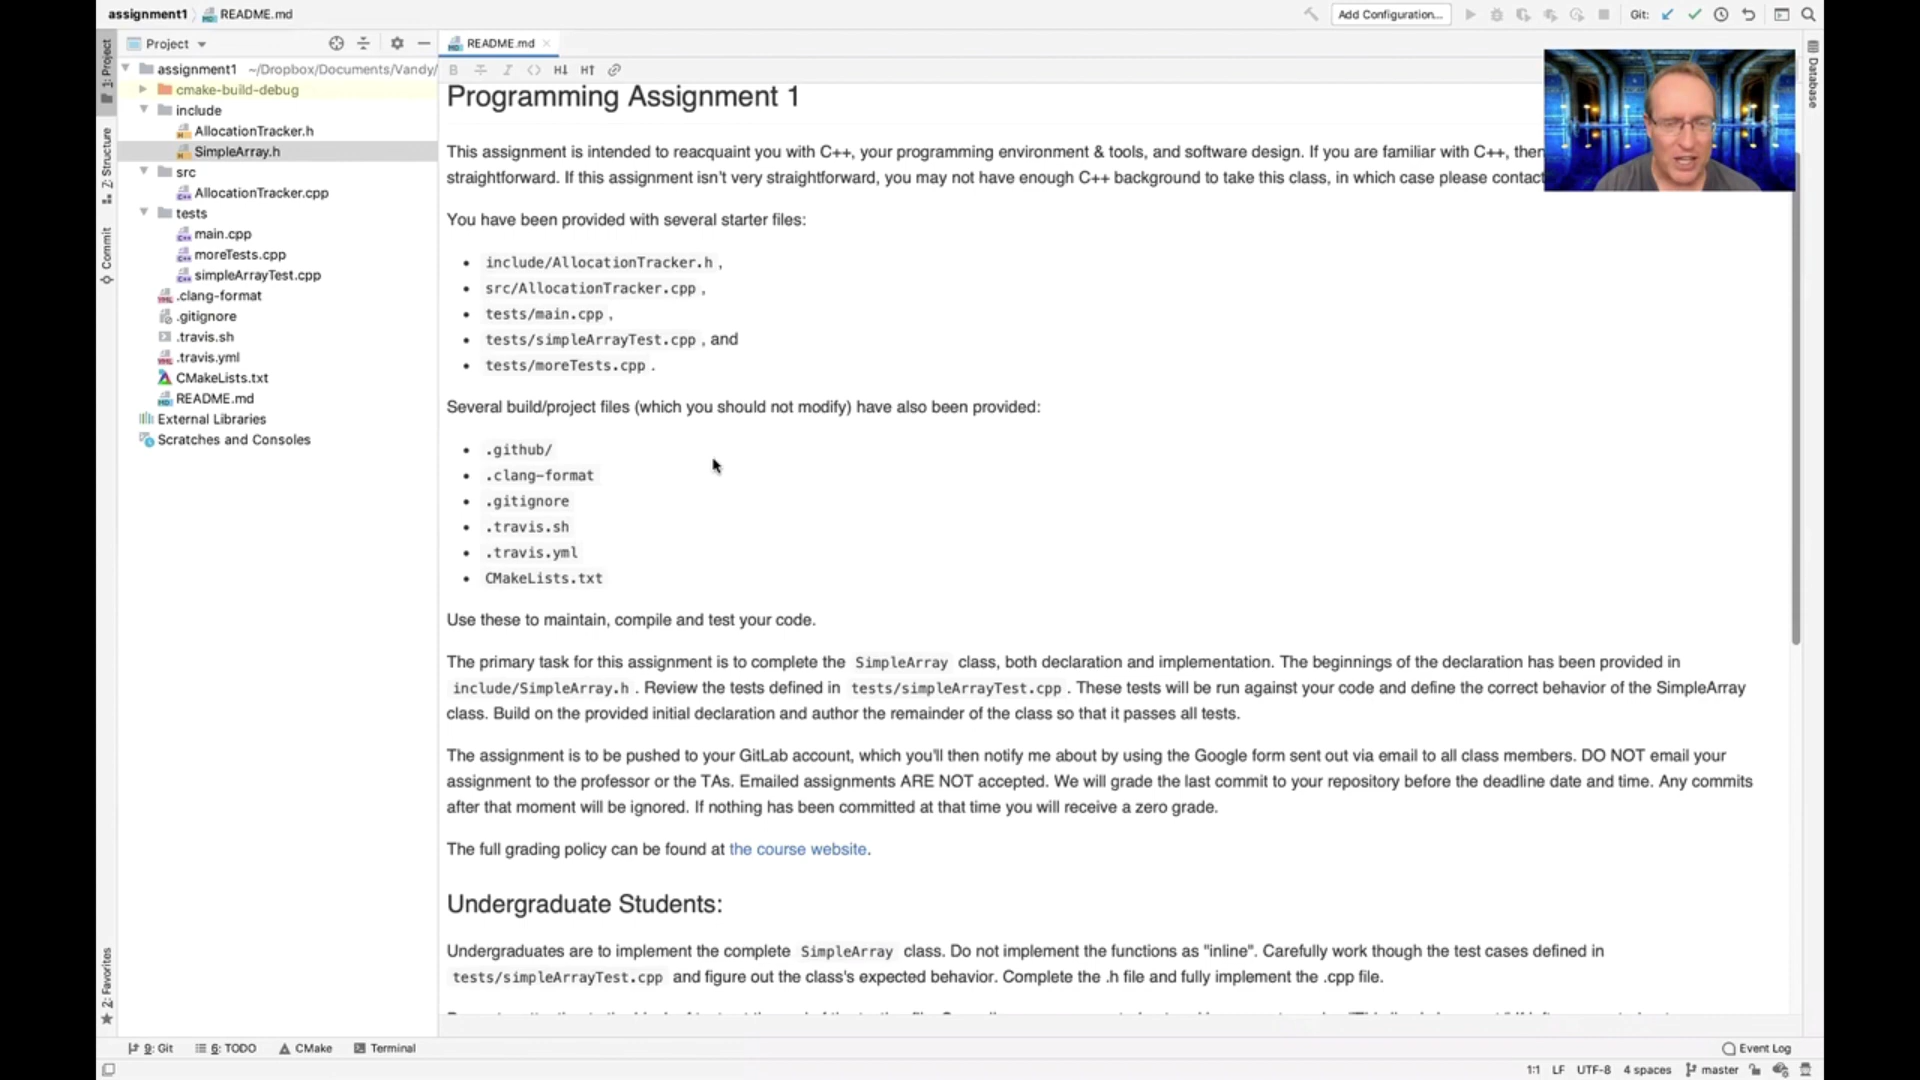 assignment1 README.md
Add Configuration...
Git:
1: Project
Project
README.md
Database
assignment1 ~/Dropbox/Documents/Vandy/
cmake-build-debug
include
AllocationTracker.h
SimpleArray.h
src
AllocationTracker.cpp
tests
main.cpp
moreTests.cpp
simpleArrayTest.cpp
.clang-format
.gitignore
.travis.sh
.travis.yml
CMakeLists.txt
README.md
External Libraries
Scratches and Consoles
Z: Structure
Commit
2: Favorites
Programming Assignment 1
This assignment is intended to reacquaint you with C++, your programming environment & tools, and software design. If you are familiar with C++, then
straightforward. If this assignment isn't very straightforward, you may not have enough C++ background to take this class, in which case please contact
You have been provided with several starter files:
• include/AllocationTracker.h ,
• src/AllocationTracker.cpp ,
• tests/main.cpp ,
• tests/simpleArrayTest.cpp , and
• tests/moreTests.cpp .
Several build/project files (which you should not modify) have also been provided:
• .github/
• .clang-format
• .gitignore
• .travis.sh
• .travis.yml
• CMakeLists.txt
Use these to maintain, compile and test your code.
The primary task for this assignment is to complete the SimpleArray class, both declaration and implementation. The beginnings of the declaration has been provided in
include/SimpleArray.h . Review the tests defined in tests/simpleArrayTest.cpp . These tests will be run against your code and define the correct behavior of the SimpleArray
class. Build on the provided initial declaration and author the remainder of the class so that it passes all tests.
The assignment is to be pushed to your GitLab account, which you'll then notify me about by using the Google form sent out via email to all class members. DO NOT email your
assignment to the professor or the TAs. Emailed assignments ARE NOT accepted. We will grade the last commit to your repository before the deadline date and time. Any commits
after that moment will be ignored. If nothing has been committed at that time you will receive a zero grade.
The full grading policy can be found at the course website.
Undergraduate Students:
Undergraduates are to implement the complete SimpleArray class. Do not implement the functions as "inline". Carefully work though the test cases defined in
tests/simpleArrayTest.cpp and figure out the class's expected behavior. Complete the .h file and fully implement the .cpp file.
9: Git 6: TODO CMake Terminal
Event Log
1:1 LF UTF-8 4 spaces master